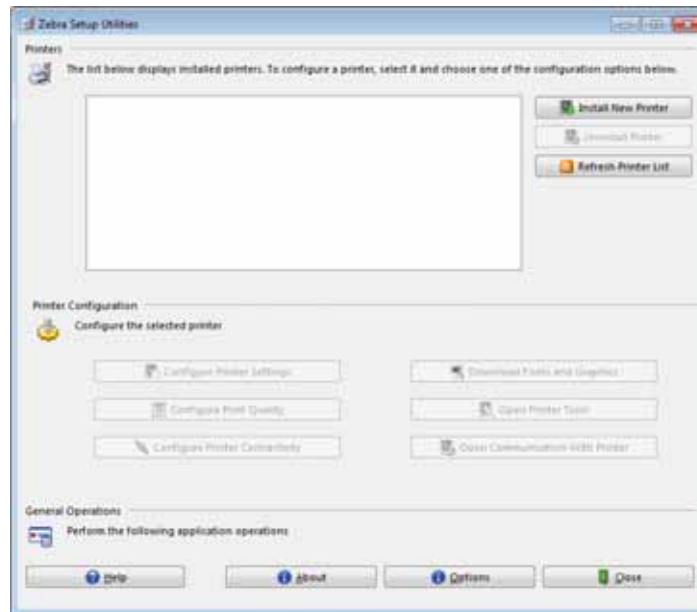 Zebra Setup Utilities
Printers
The list below displays installed printers. To configure a printer, select it and choose one of the configuration options below.
Install New Printer
Uninstall Printer
Refresh Printer List
Printer Configuration
Configure the selected printer
Configure Printer Settings
Download Fonts and Graphics
Configure Print Quality
Open Printer Tools
Configure Printer Connectivity
Open Communication With Printer
General Operations
Perform the following application operations
Help
About
Options
Close